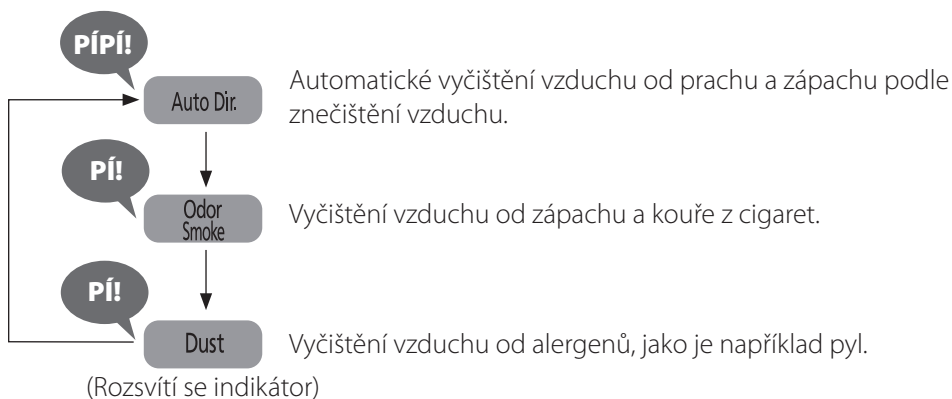 PÍPÍ!
Auto Dir.
Automatické vyčištění vzduchu od prachu a zápachu podle
znečištění vzduchu.
PÍ!
Odor
Smoke
Vyčištění vzduchu od zápachu a kouře z cigaret.
PÍ!
Dust
Vyčištění vzduchu od alergenů, jako je například pyl.
(Rozsvítí se indikátor)